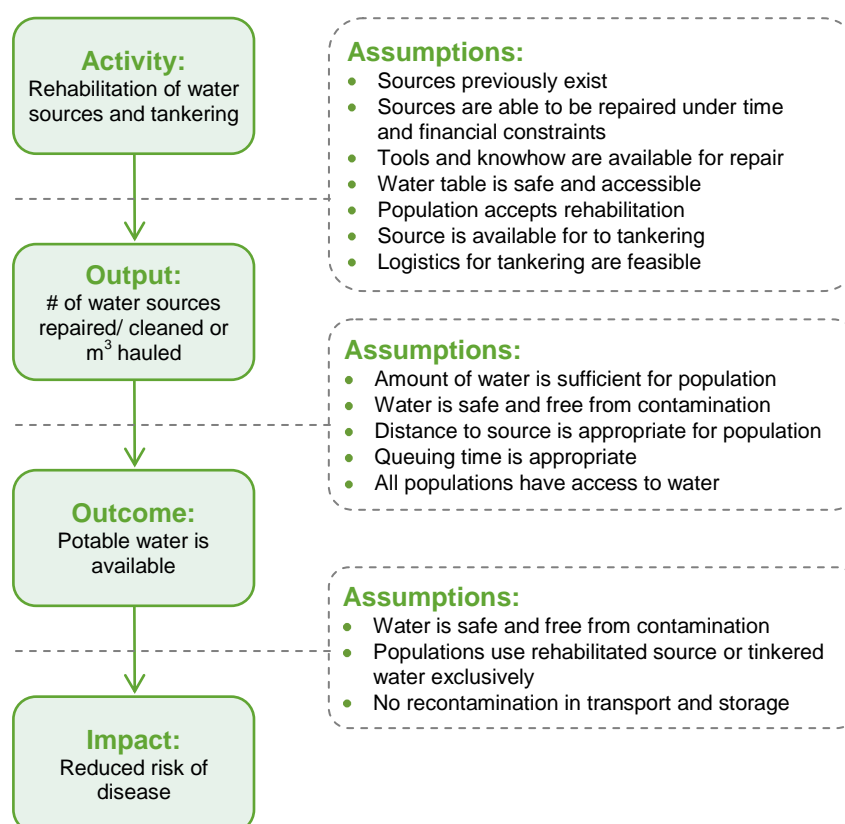 Activity:
Rehabilitation of water
sources and tankering
Assumptions:
• Sources previously exist
• Sources are able to be repaired under time
and financial constraints
• Tools and knowhow are available for repair
• Water table is safe and accessible
• Population accepts rehabilitation
• Source is available for to tankering
• Logistics for tankering are feasible
Output:
# of water sources
repaired/ cleaned or
m³ hauled
Assumptions:
• Amount of water is sufficient for population
• Water is safe and free from contamination
• Distance to source is appropriate for population
• Queuing time is appropriate
• All populations have access to water
Outcome:
Potable water is
available
Assumptions:
• Water is safe and free from contamination
• Populations use rehabilitated source or tinkered
water exclusively
• No recontamination in transport and storage
Impact:
Reduced risk of
disease